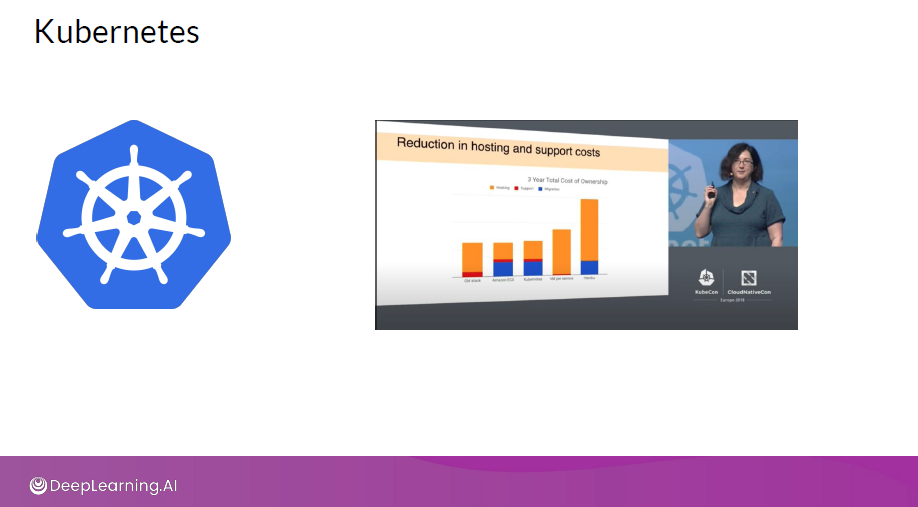 Kubernetes
Reduction in hosting and support costs
3 Year Total Cost of Ownership
Hosting Support Migration
Old stack Amazon ECS Kubernetes VM per service Heroku
KubeCon CloudNativeCon
Europe 2018
DeepLearning.AI